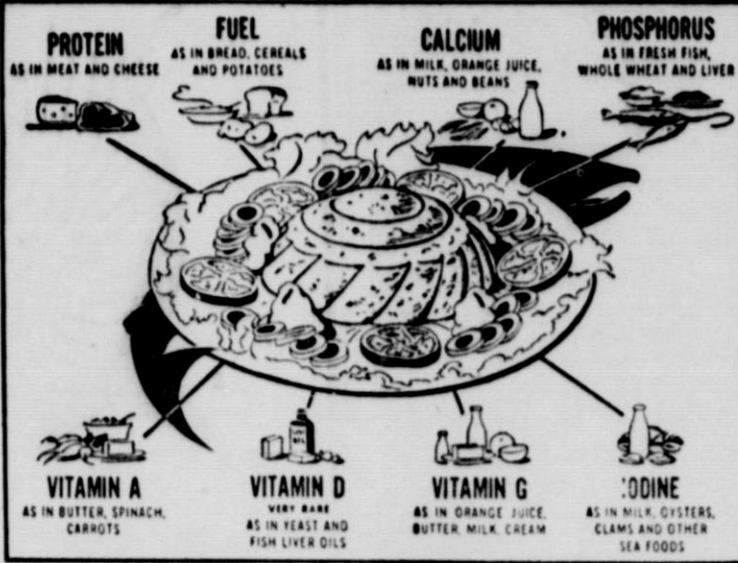 PROTEIN
AS IN MEAT AND CHEESE
FUEL
AS IN BREAD, CEREALS
AND POTATOES
CALCIUM
AS IN MILK, ORANGE JUICE,
NUTS AND BEANS
PHOSPHORUS
AS IN FRESH FISH,
WHOLE WHEAT AND LIVER
VITAMIN A
AS IN BUTTER, SPINACH,
CARROTS
VITAMIN D
VERY RARE
AS IN YEAST AND
FISH LIVER OILS
VITAMIN G
AS IN ORANGE JUICE,
BUTTER, MILK, CREAM
IODINE
AS IN MILK, OYSTERS,
CLAMS AND OTHER
SEA FOODS